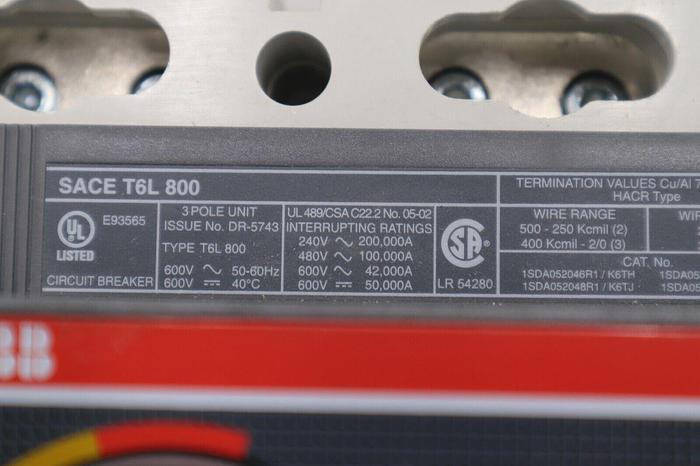 SACE T6L 800
TERMINATION VALUES Cu/Al
HACR Type
UL
LISTED
E93565
CIRCUIT BREAKER
3 POLE UNIT
ISSUE No. DR-5743
TYPE T6L 800
600V ~ 50-60Hz
600V ⎓ 40°C
UL 489/CSA C22.2 No. 05-02
INTERRUPTING RATINGS
240V ~ 200,000A
480V ~ 100,000A
600V ~ 42,000A
600V ⎓ 50,000A
SA
LR 54280
WIRE RANGE
500 - 250 Kcmil (2)
400 Kcmil - 2/0 (3)
CAT. No.
1SDA052046R1 / K6TH
1SDA052048R1 / K6TJ
BB